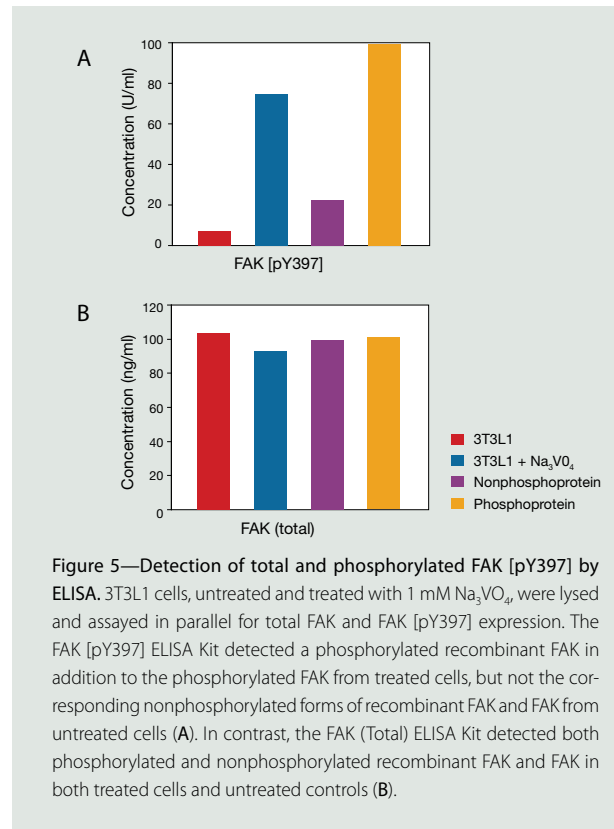 A
Concentration (U/ml)
100
80
60
40
20
0
FAK [pY397]
B
Concentration (ng/ml)
120
100
80
60
40
20
0
FAK (total)
3T3L1
3T3L1 + Na₃V0₄
Nonphosphoprotein
Phosphoprotein
Figure 5—Detection of total and phosphorylated FAK [pY397] by
ELISA. 3T3L1 cells, untreated and treated with 1 mM Na₃VO₄, were lysed
and assayed in parallel for total FAK and FAK [pY397] expression. The
FAK [pY397] ELISA Kit detected a phosphorylated recombinant FAK in
addition to the phosphorylated FAK from treated cells, but not the cor-
responding nonphosphorylated forms of recombinant FAK and FAK from
untreated cells (A). In contrast, the FAK (Total) ELISA Kit detected both
phosphorylated and nonphosphorylated recombinant FAK and FAK in
both treated cells and untreated controls (B).